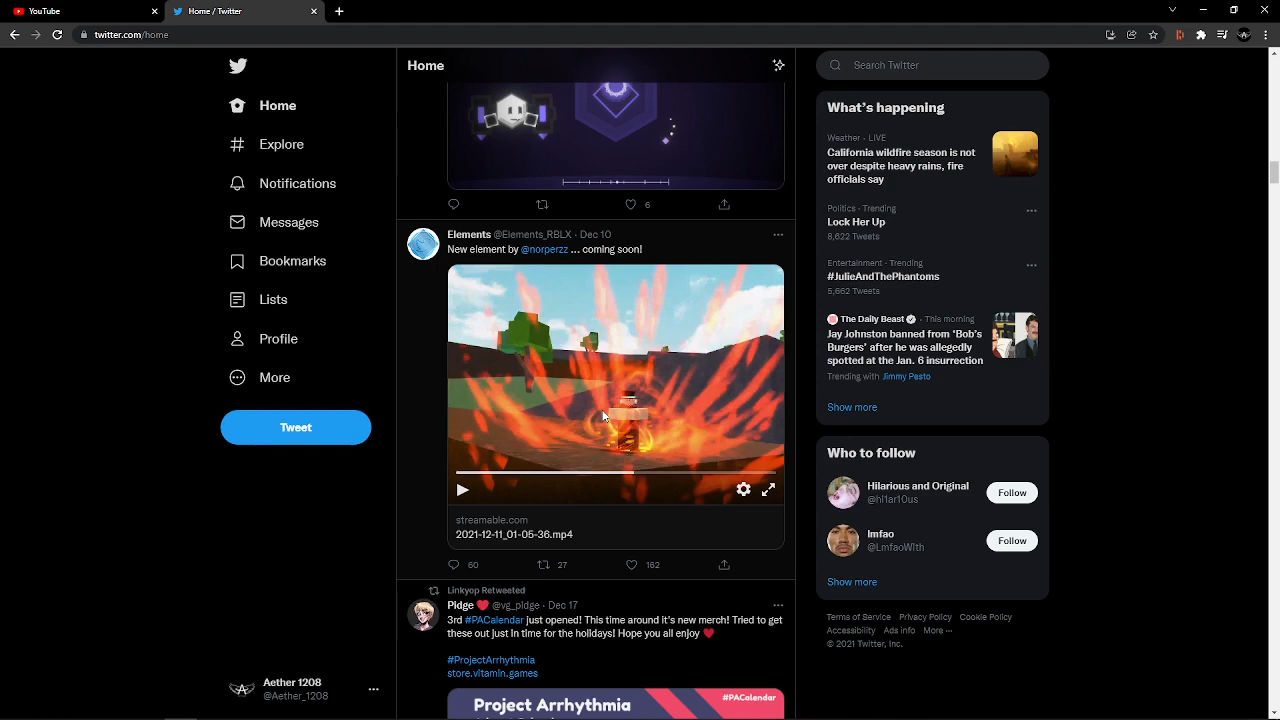 YouTube
Home / Twitter
twitter.com/home
Home
Explore
Notifications
Messages
Bookmarks
Lists
Profile
More
Tweet
Aether 1208
@Aether_1208
Home
6
Elements @Elements_RBLX · Dec 10
New element by @norperzz ... coming soon!
streamable.com
2021-12-11_01-05-36.mp4
60
27
162
Linkyop Retweeted
Pidge ❤ @vg_pidge · Dec 17
3rd #PACalendar just opened! This time around it's new merch! Tried to get
these out just in time for the holidays! Hope you all enjoy ❤
#ProjectArrhythmia
store.vitamin.games
Project Arrhythmia
#PACalendar
Search Twitter
What's happening
Weather · LIVE
California wildfire season is not
over despite heavy rains, fire
officials say
Politics · Trending
Lock Her Up
8,622 Tweets
Entertainment · Trending
#JulieAndThePhantoms
5,662 Tweets
The Daily Beast · This morning
Jay Johnston banned from 'Bob's
Burgers' after he was allegedly
spotted at the Jan. 6 insurrection
Trending with Jimmy Pesto
Show more
Who to follow
Hilarious and Original
@hi1ar10us
Follow
lmfao
@LmfaoW1th
Follow
Show more
Terms of Service Privacy Policy Cookie Policy
Accessibility Ads info More ···
© 2021 Twitter, Inc.